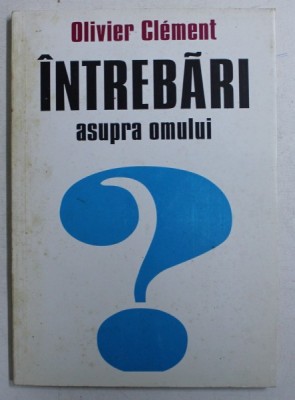 Olivier Clément
ÎNTREBĂRI
asupra omului
?